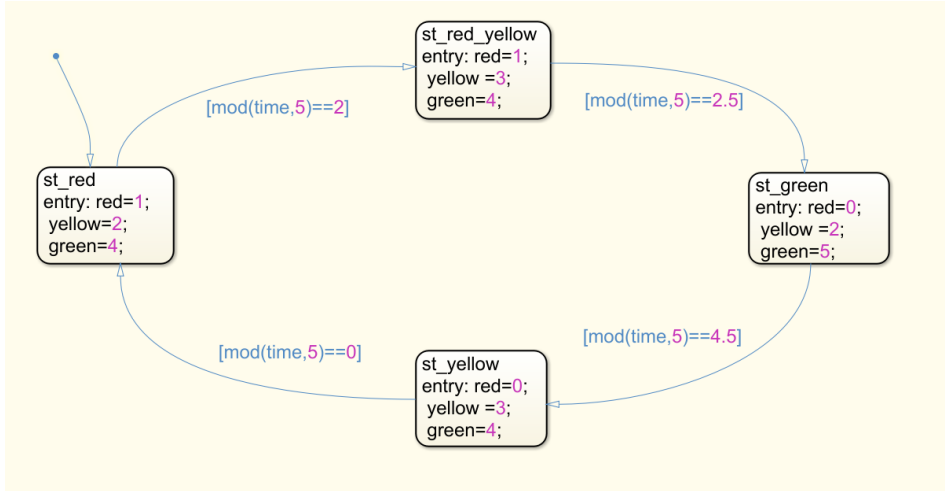 st_red_yellow
entry: red=1;
yellow =3;
green=4;
[mod(time,5)==2]
[mod(time,5)==2.5]
st_red
entry: red=1;
yellow=2;
green=4;
st_green
entry: red=0;
yellow =2;
green=5;
[mod(time,5)==0]
[mod(time,5)==4.5]
st_yellow
entry: red=0;
yellow =3;
green=4;